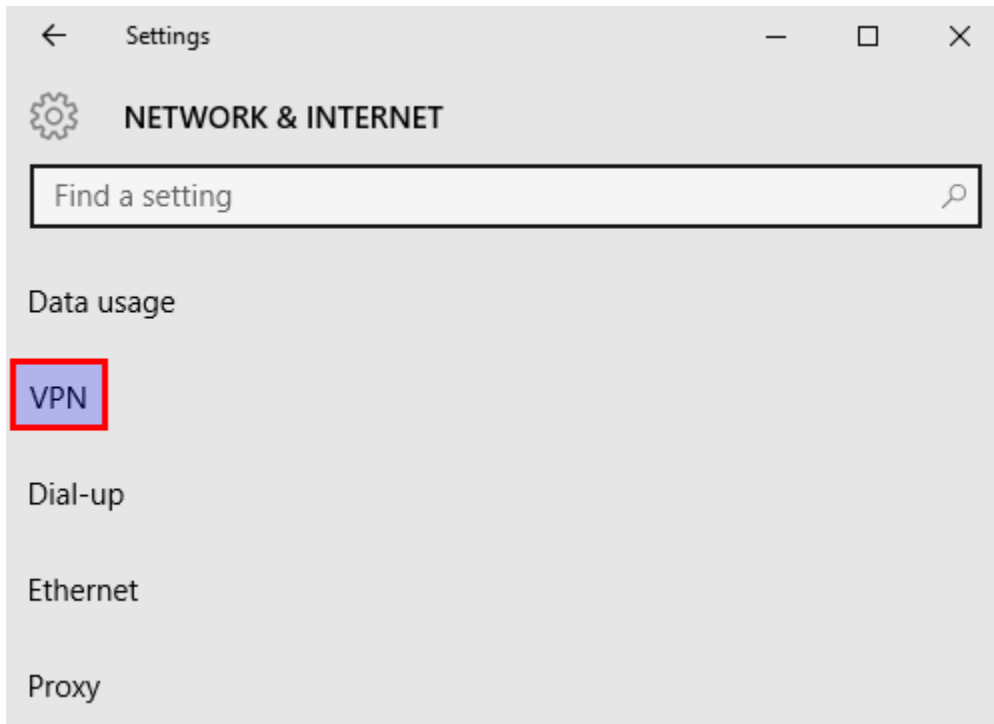 Settings
NETWORK & INTERNET
Find a setting
Data usage
VPN
Dial-up
Ethernet
Proxy